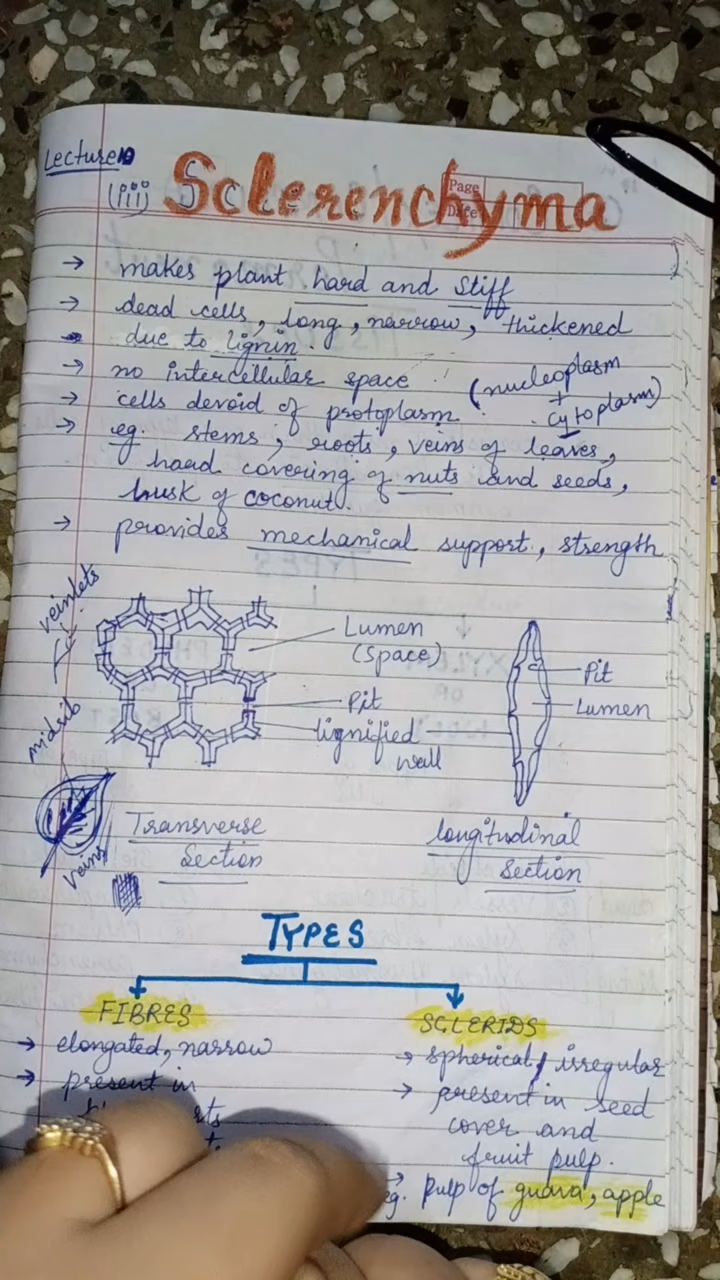 Lecture 10
(iii) Sclerenchyma
Page
Date
→ makes plant hard and stiff
→ dead cells, long, narrow, thickened
due to lignin.
→ no intercellular space
(nucleoplasm
+
cytoplasm)
→ cells devoid of protoplasm.
→ eg. stems, roots, veins of leaves,
hard covering of nuts and seeds,
husk of coconut.
→ provides mechanical support, strength
veinlets
Lumen
(space)
Pit
lignified
wall
Pit
Lumen
midrib
veins
Transverse
Section
longitudinal
Section
TYPES
FIBRES
→ elongated, narrow
→ present in
SCLERIDS
→ spherical, irregular
→ present in seed
cover and
fruit pulp.
→ eg. pulp of guava, apple